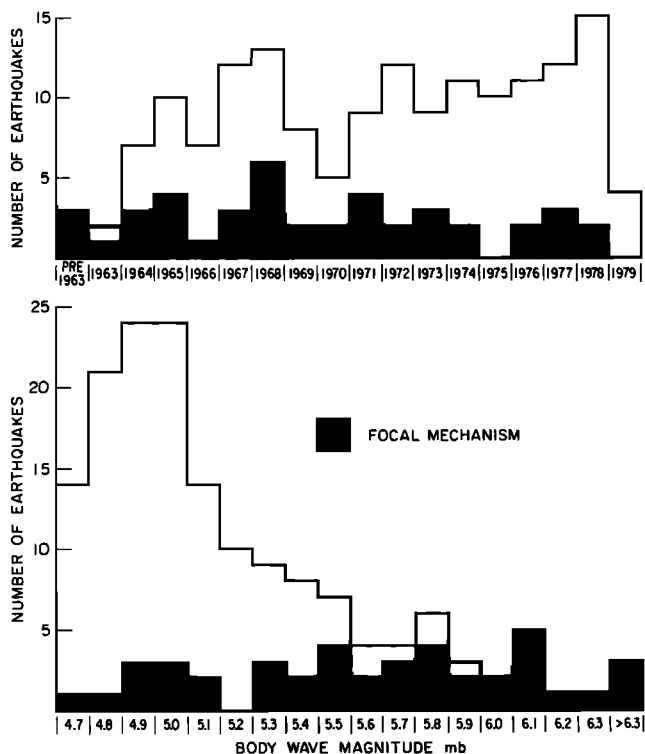 NUMBER OF EARTHQUAKES
15
10
5
PRE 1963 | 1963 | 1964 | 1965 | 1966 | 1967 | 1968 | 1969 | 1970 | 1971 | 1972 | 1973 | 1974 | 1975 | 1976 | 1977 | 1978 | 1979
NUMBER OF EARTHQUAKES
25
20
15
10
5
FOCAL MECHANISM
4.7 | 4.8 | 4.9 | 5.0 | 5.1 | 5.2 | 5.3 | 5.4 | 5.5 | 5.6 | 5.7 | 5.8 | 5.9 | 6.0 | 6.1 | 6.2 | 6.3 | >6.3
BODY WAVE MAGNITUDE mb